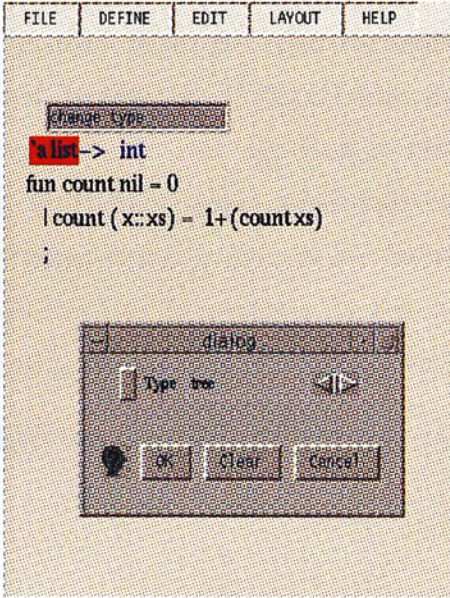 FILE DEFINE EDIT LAYOUT HELP
change type
'a list -> int
fun count nil = 0
| count (x::xs) = 1+(count xs)
;
dialog
Type tree
OK Clear Cancel